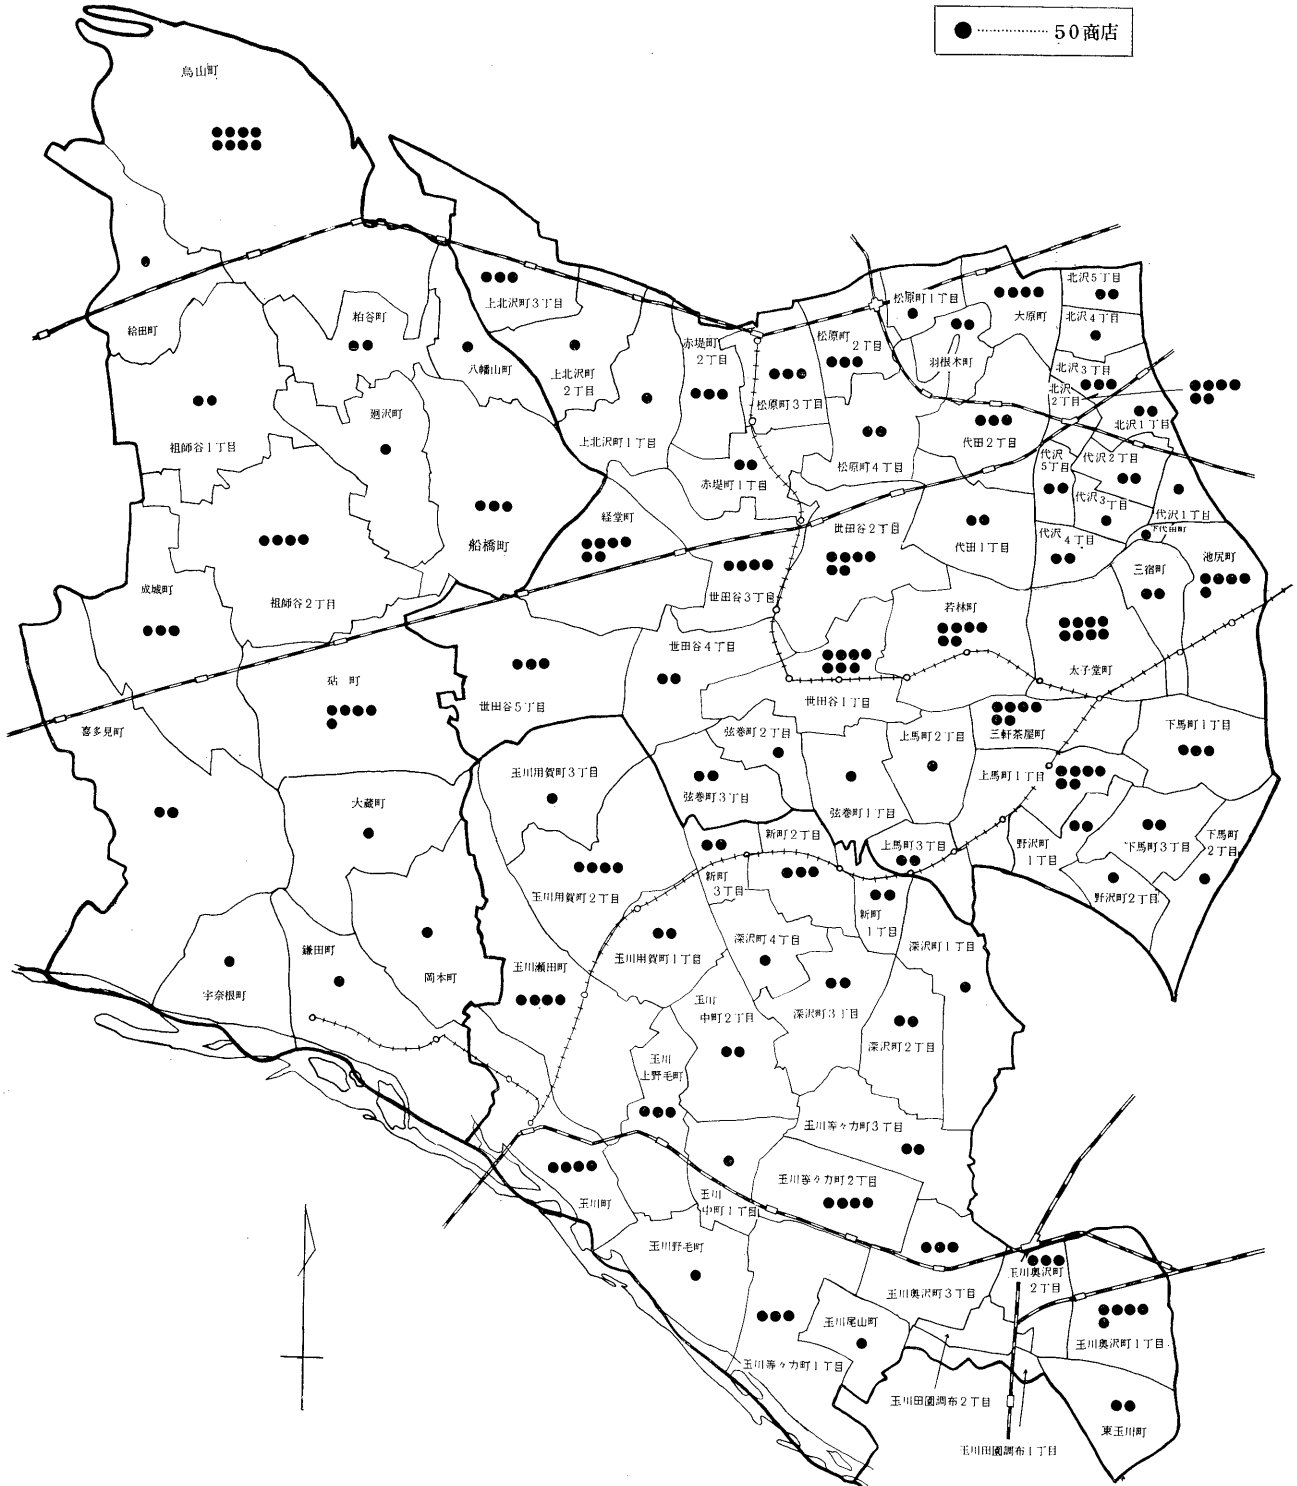 50商店
烏山町
給田町
粕谷町
上北沢町3丁目
八幡山町
上北沢町
2丁目
上北沢町1丁目
赤堤町
2丁目
赤堤町1丁目
松原町3丁目
松原町
2丁目
松原町1丁目
羽根木町
大原町
北沢5丁目
北沢4丁目
北沢3丁目
北沢
2丁目
北沢1丁目
松原町4丁目
代田2丁目
代沢
5丁目
代沢2丁目
代沢3丁目
代沢1丁目
代沢
4丁目
下代田町
代田1丁目
祖師谷1丁目
廻沢町
船橋町
経堂町
世田谷2丁目
世田谷3丁目
三宿町
池尻町
若林町
太子堂町
成城町
祖師谷2丁目
世田谷4丁目
世田谷5丁目
世田谷1丁目
砧町
喜多見町
弦巻町2丁目
弦巻町3丁目
弦巻町1丁目
上馬町2丁目
三軒茶屋町
上馬町1丁目
下馬町1丁目
玉川用賀町3丁目
大蔵町
新町2丁目
上馬町3丁目
野沢町
1丁目
下馬町3丁目
下馬町
2丁目
野沢町2丁目
玉川用賀町2丁目
新町
3丁目
新町
1丁目
深沢町4丁目
深沢町1丁目
鎌田町
岡本町
宇奈根町
玉川瀬田町
玉川用賀町1丁目
玉川
中町2丁目
深沢町3丁目
深沢町2丁目
玉川
上野毛町
玉川等々力町3丁目
玉川等々力町2丁目
玉川町
玉川
中町1丁目
玉川野毛町
玉川奥沢町
2丁目
玉川奥沢町3丁目
玉川尾山町
玉川奥沢町1丁目
玉川等々力町1丁目
玉川田園調布2丁目
東玉川町
玉川田園調布1丁目